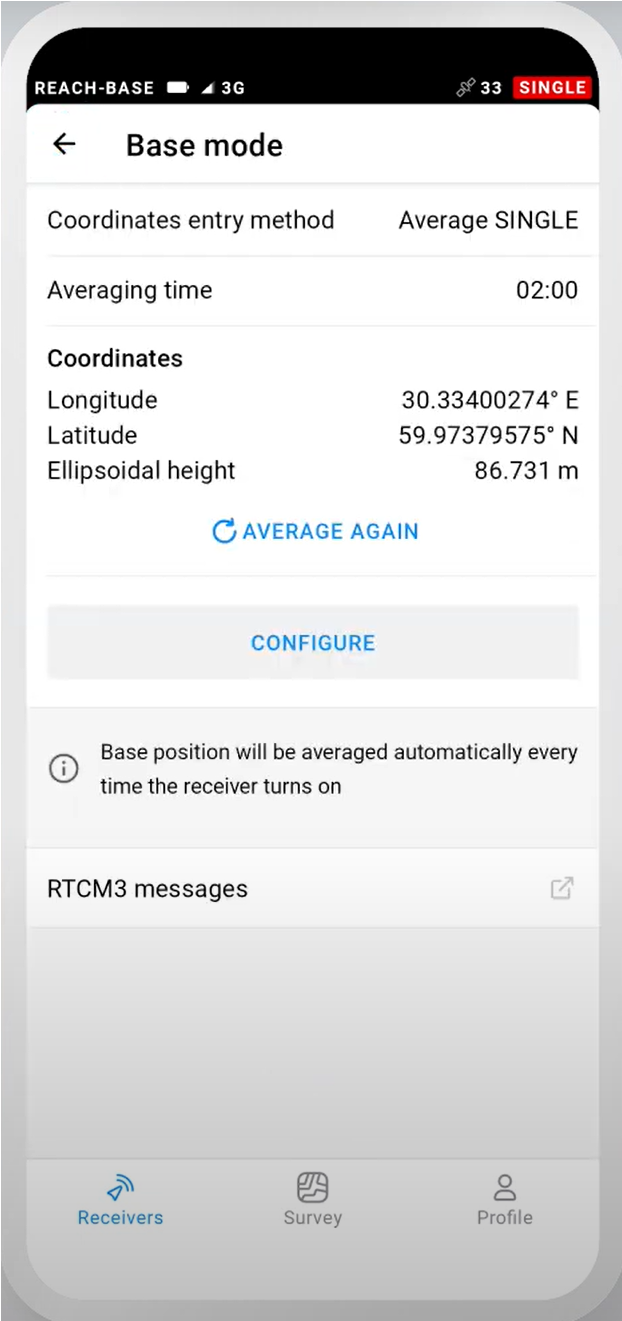 REACH-BASE 3G 33 SINGLE
Base mode
Coordinates entry method Average SINGLE
Averaging time 02:00
Coordinates
Longitude 30.33400274° E
Latitude 59.97379575° N
Ellipsoidal height 86.731 m
AVERAGE AGAIN
CONFIGURE
Base position will be averaged automatically every
time the receiver turns on
RTCM3 messages
Receivers Survey Profile